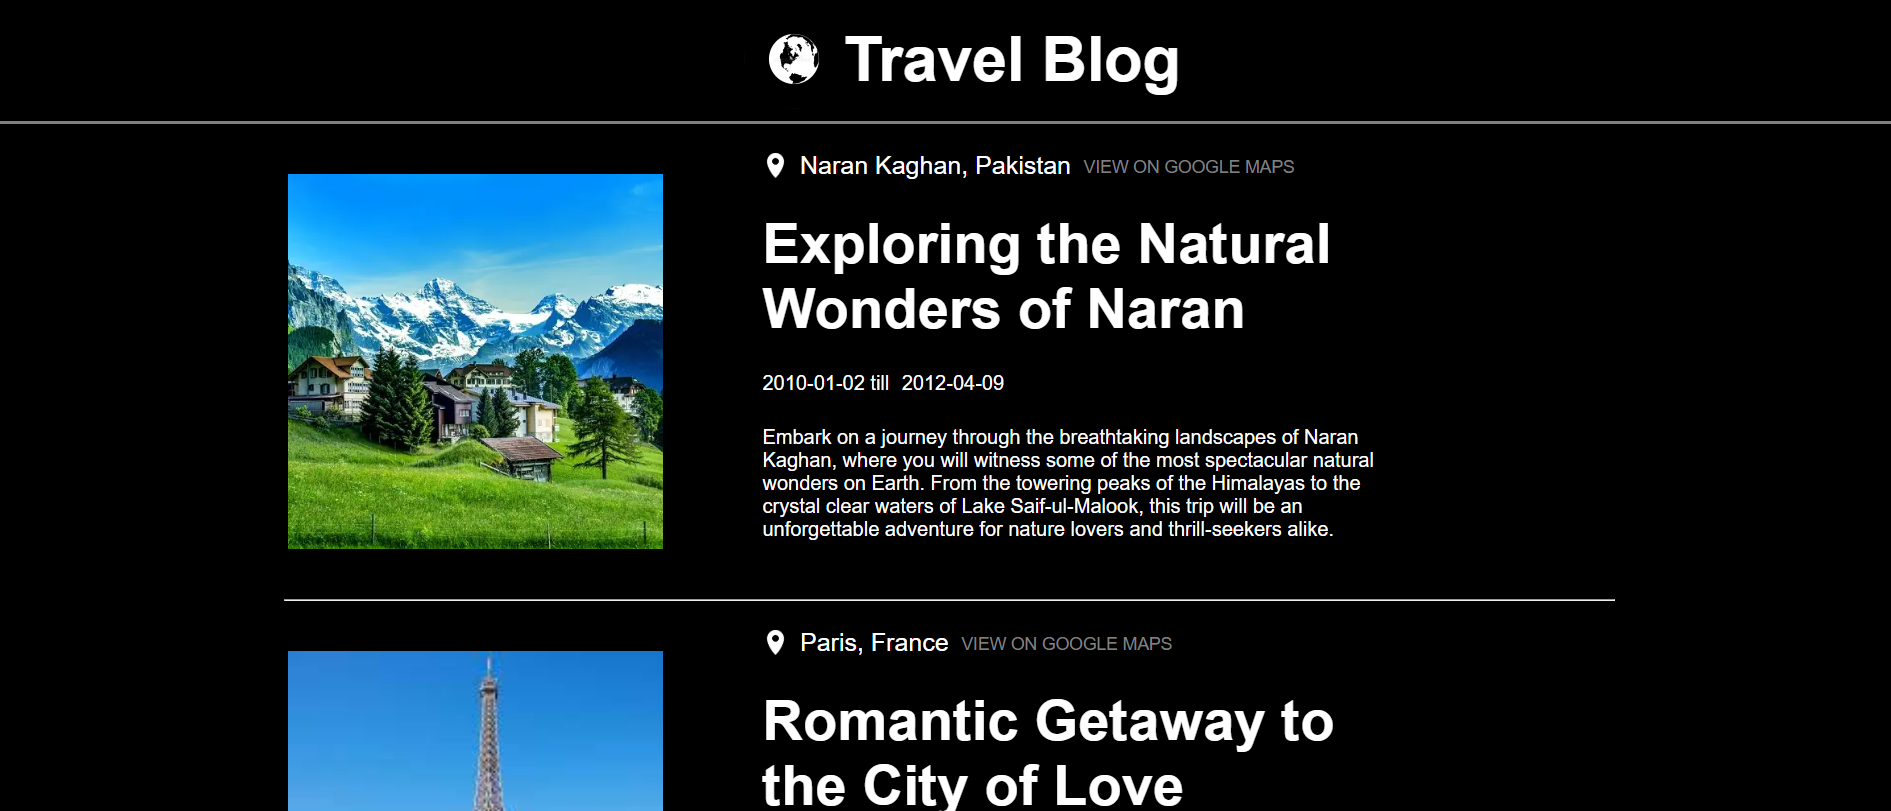 Travel Blog
Naran Kaghan, Pakistan VIEW ON GOOGLE MAPS
Exploring the Natural
Wonders of Naran
2010-01-02 till 2012-04-09
Embark on a journey through the breathtaking landscapes of Naran
Kaghan, where you will witness some of the most spectacular natural
wonders on Earth. From the towering peaks of the Himalayas to the
crystal clear waters of Lake Saif-ul-Malook, this trip will be an
unforgettable adventure for nature lovers and thrill-seekers alike.
Paris, France VIEW ON GOOGLE MAPS
Romantic Getaway to
the City of Love